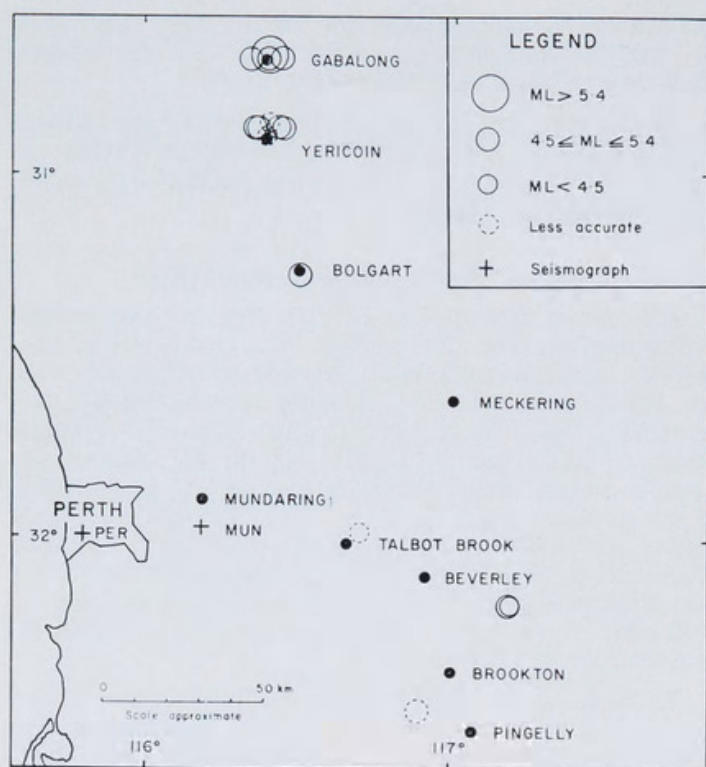 LEGEND
ML > 5·4
4·5 ≤ ML ≤ 5·4
ML < 4·5
Less accurate
+ Seismograph
GABALONG
YERICOIN
31°
BOLGART
MECKERING
MUNDARING
PERTH
+ PER
+ MUN
32°
TALBOT BROOK
BEVERLEY
BROOKTON
0 50 km
Scale approximate
PINGELLY
116° 117°